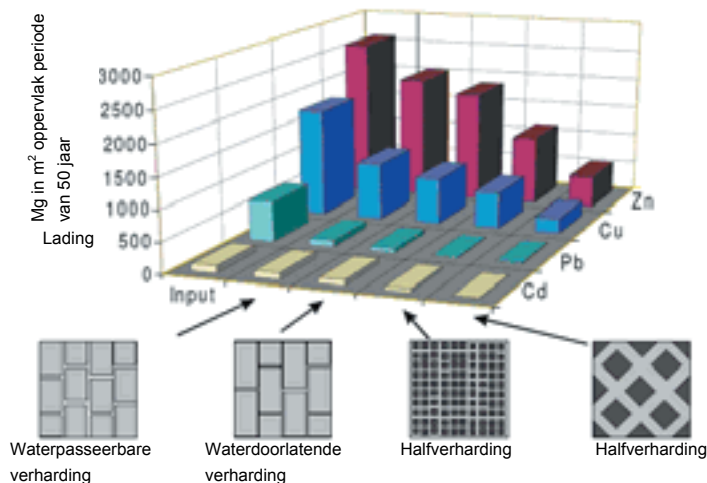 Mg in m² oppervlak periode
van 50 jaar
Lading
3000
2500
2000
1500
1000
500
0
Input
Zn
Cu
Pb
Cd
Waterpasseerbare
verharding
Waterdoorlatende
verharding
Halfverharding
Halfverharding